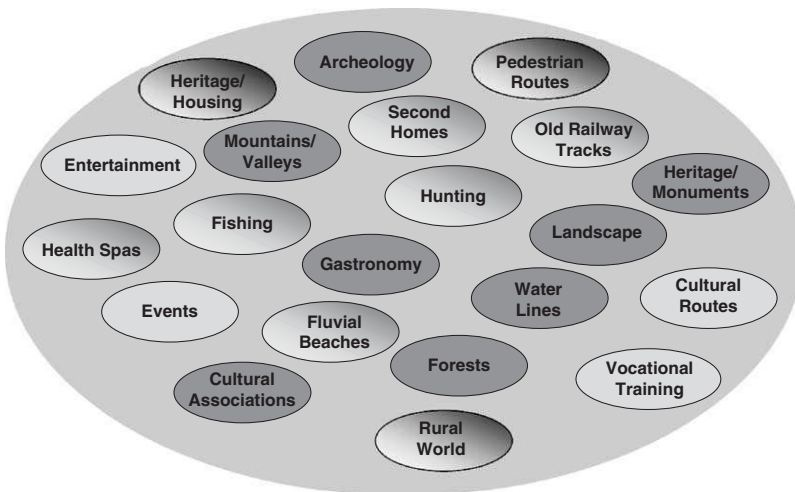 Archeology
Pedestrian
Routes
Heritage/
Housing
Second
Homes
Old Railway
Tracks
Mountains/
Valleys
Entertainment
Heritage/
Monuments
Hunting
Fishing
Landscape
Health Spas
Gastronomy
Water
Lines
Cultural
Routes
Events
Fluvial
Beaches
Forests
Vocational
Training
Cultural
Associations
Rural
World